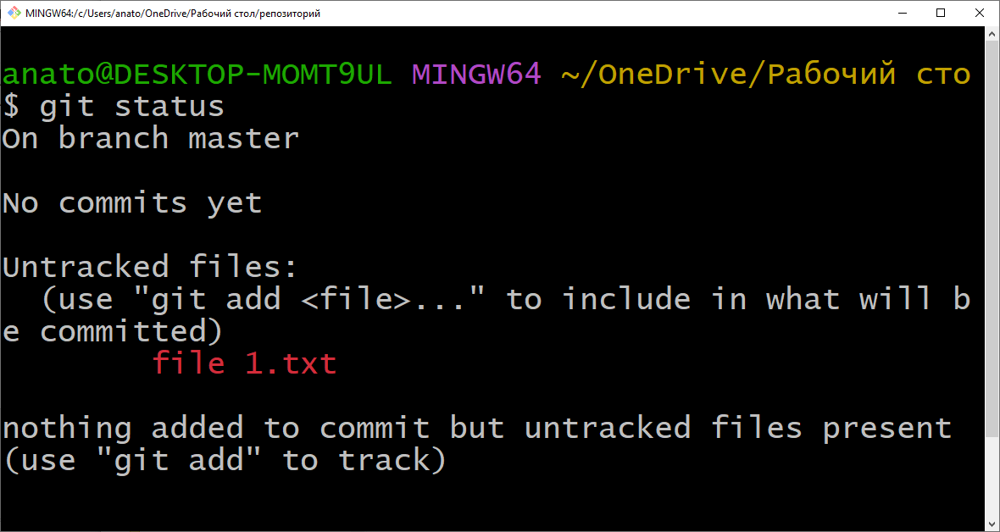 MINGW64:/c/Users/anato/OneDrive/Рабочий стол/репозиторий
anato@DESKTOP-MOMT9UL MINGW64 ~/OneDrive/Рабочий сто
$ git status
On branch master
No commits yet
Untracked files:
(use "git add <file>..." to include in what will b
e committed)
file 1.txt
nothing added to commit but untracked files present
(use "git add" to track)